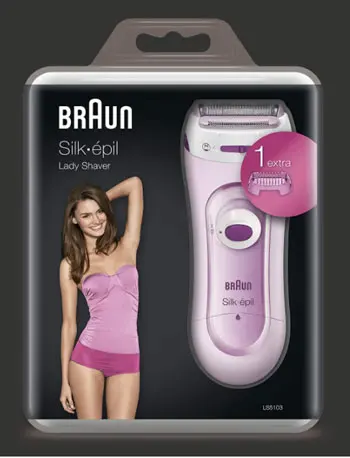 BRAUN
Silk·épil
Lady Shaver
1 extra
BRAUN
Silk·épil
LS5103